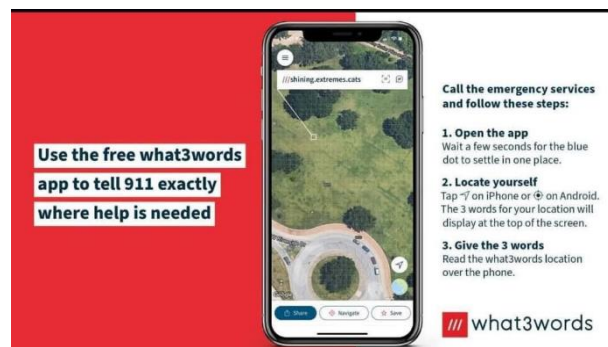 Use the free what3words
app to tell 911 exactly
where help is needed
///shining.extremes.cats
Share
Navigate
Save
Call the emergency services
and follow these steps:
1. Open the app
Wait a few seconds for the blue
dot to settle in one place.
2. Locate yourself
Tap on iPhone or on Android.
The 3 words for your location will
display at the top of the screen.
3. Give the 3 words
Read the what3words location
over the phone.
/// what3words